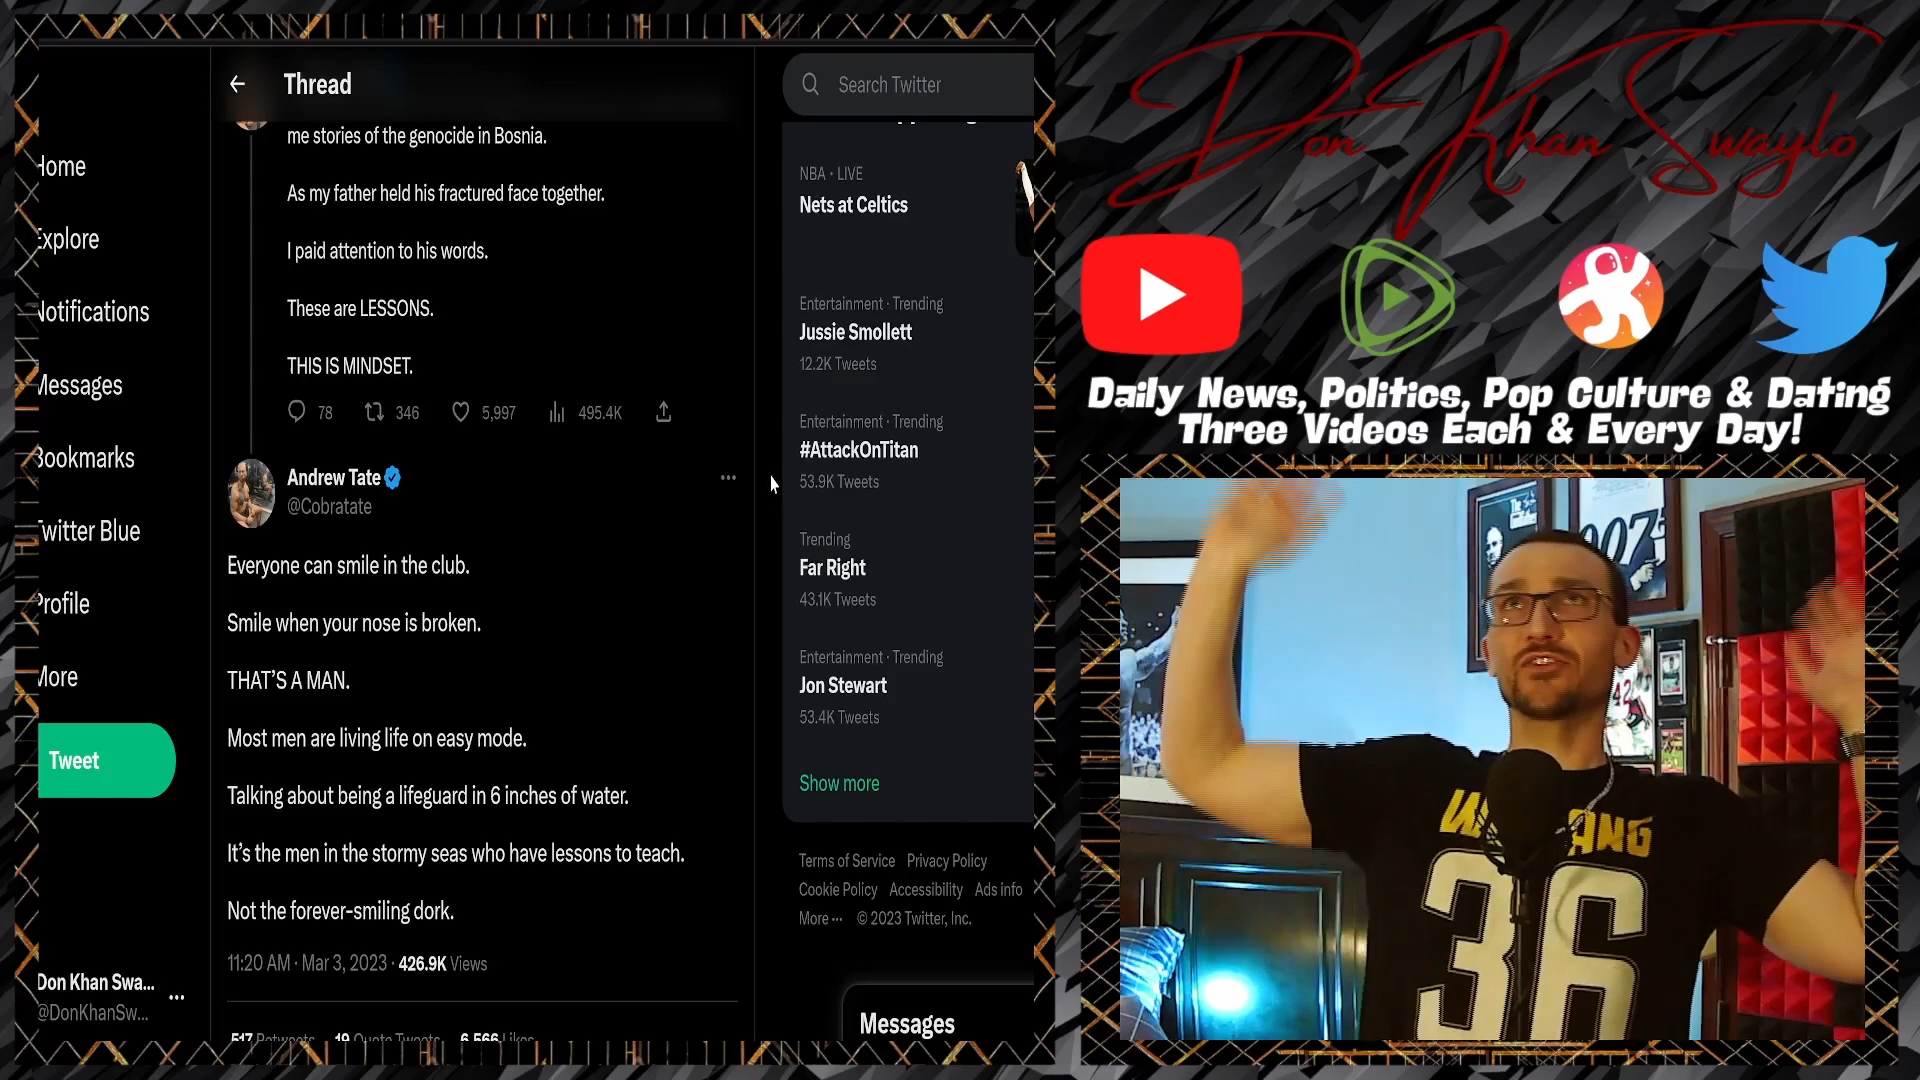 Home
Explore
Notifications
Messages
Bookmarks
Twitter Blue
Profile
More
Tweet
Don Khan Swa...
@DonKhanSw...
Thread
me stories of the genocide in Bosnia.
As my father held his fractured face together.
I paid attention to his words.
These are LESSONS.
THIS IS MINDSET.
78 346 5,997 495.4K
Andrew Tate
@Cobratate
Everyone can smile in the club.
Smile when your nose is broken.
THAT'S A MAN.
Most men are living life on easy mode.
Talking about being a lifeguard in 6 inches of water.
It's the men in the stormy seas who have lessons to teach.
Not the forever-smiling dork.
11:20 AM · Mar 3, 2023 · 426.9K Views
517 Retweets 19 Quote Tweets 6,566 Likes
Search Twitter
NBA · LIVE
Nets at Celtics
Entertainment · Trending
Jussie Smollett
12.2K Tweets
Entertainment · Trending
#AttackOnTitan
53.9K Tweets
Trending
Far Right
43.1K Tweets
Entertainment · Trending
Jon Stewart
53.4K Tweets
Show more
Terms of Service Privacy Policy
Cookie Policy Accessibility Ads info
More ··· © 2023 Twitter, Inc.
Messages
Don Khan Swaylo
Daily News, Politics, Pop Culture & Dating
Three Videos Each & Every Day!
007
36